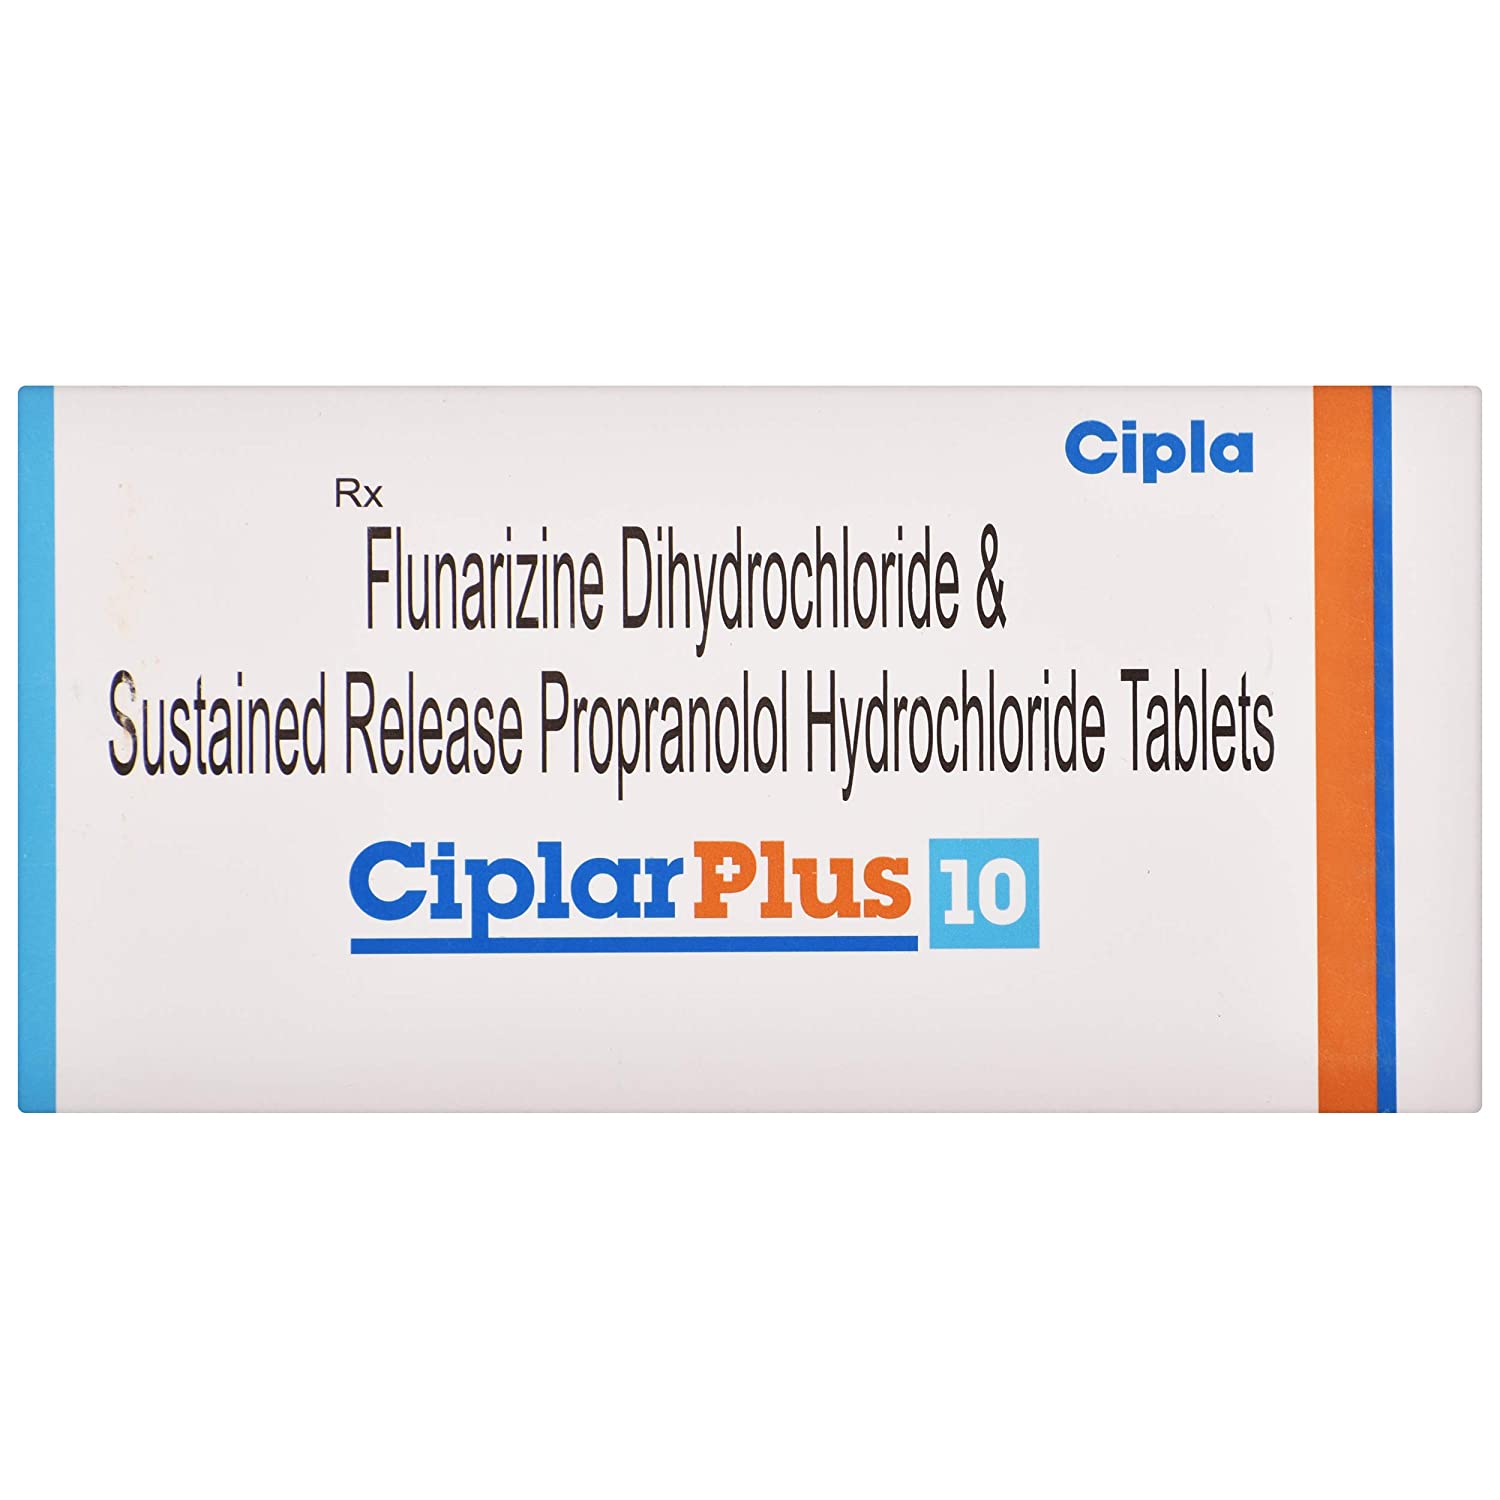 Cipla
Rx
Flunarizine Dihydrochloride &
Sustained Release Propranolol Hydrochloride Tablets
CiplarPlus 10